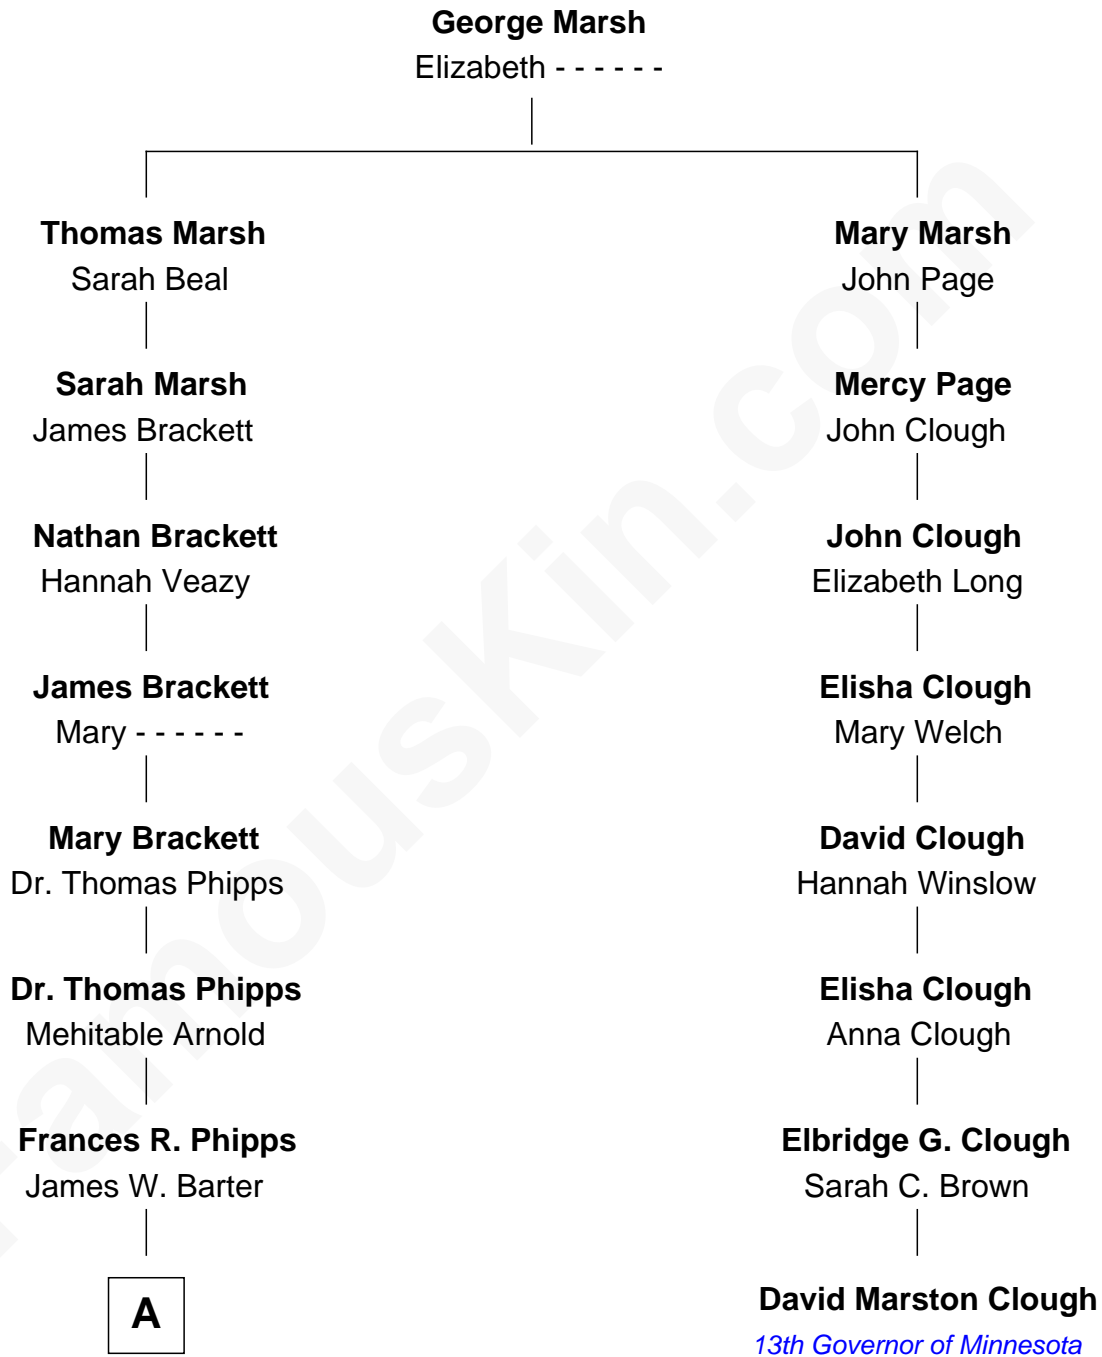 George Marsh
Elizabeth - - - - - -
Thomas Marsh
Sarah Beal
Mary Marsh
John Page
Sarah Marsh
James Brackett
Mercy Page
John Clough
Nathan Brackett
Hannah Veazy
John Clough
Elizabeth Long
James Brackett
Mary - - - - - -
Elisha Clough
Mary Welch
Mary Brackett
Dr. Thomas Phipps
David Clough
Hannah Winslow
Dr. Thomas Phipps
Mehitable Arnold
Elisha Clough
Anna Clough
Frances R. Phipps
James W. Barter
Elbridge G. Clough
Sarah C. Brown
A
David Marston Clough
13th Governor of Minnesota
FamousKin.com